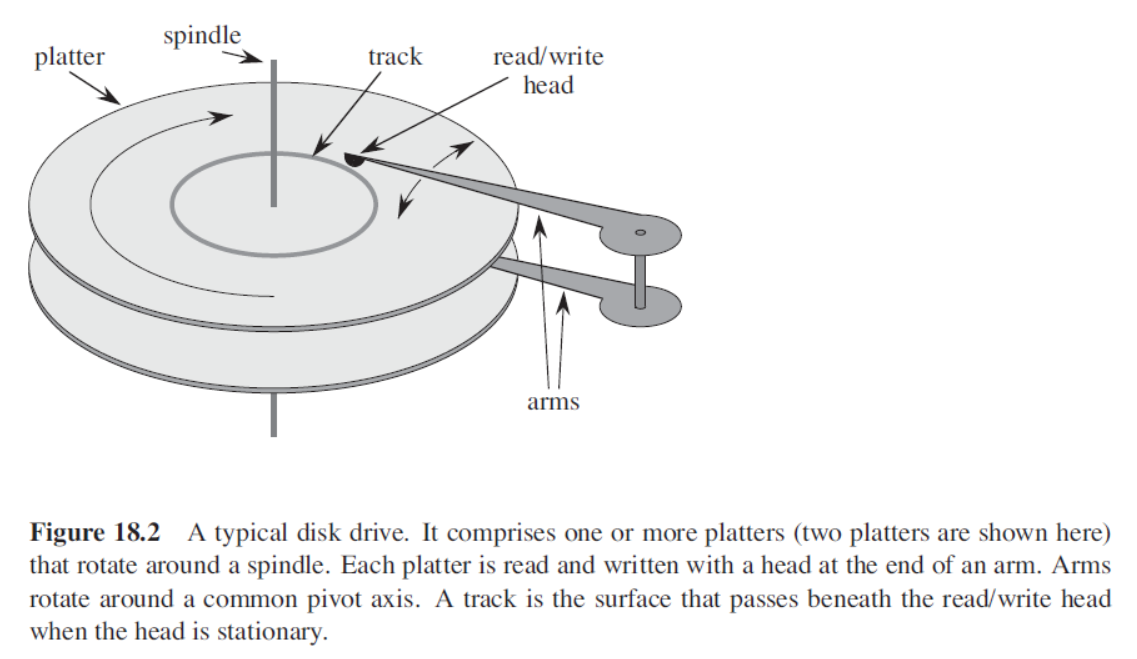 spindle
platter
track
read/write
head
arms
Figure 18.2 A typical disk drive. It comprises one or more platters (two platters are shown here)
that rotate around a spindle. Each platter is read and written with a head at the end of an arm. Arms
rotate around a common pivot axis. A track is the surface that passes beneath the read/write head
when the head is stationary.